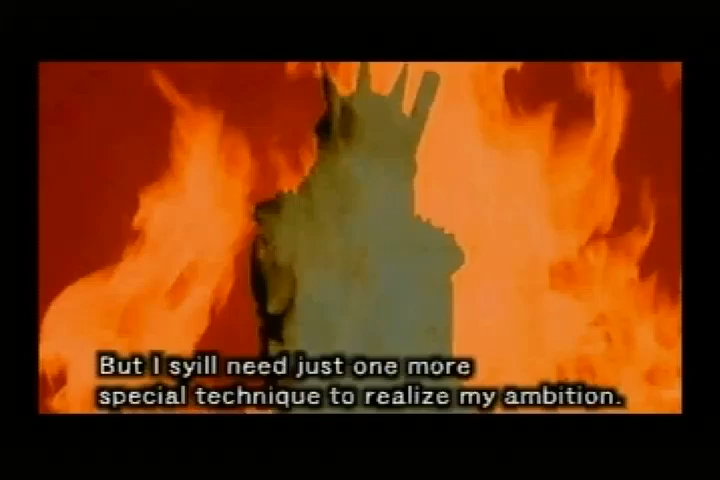 But I syill need just one more
special technique to realize my ambition.